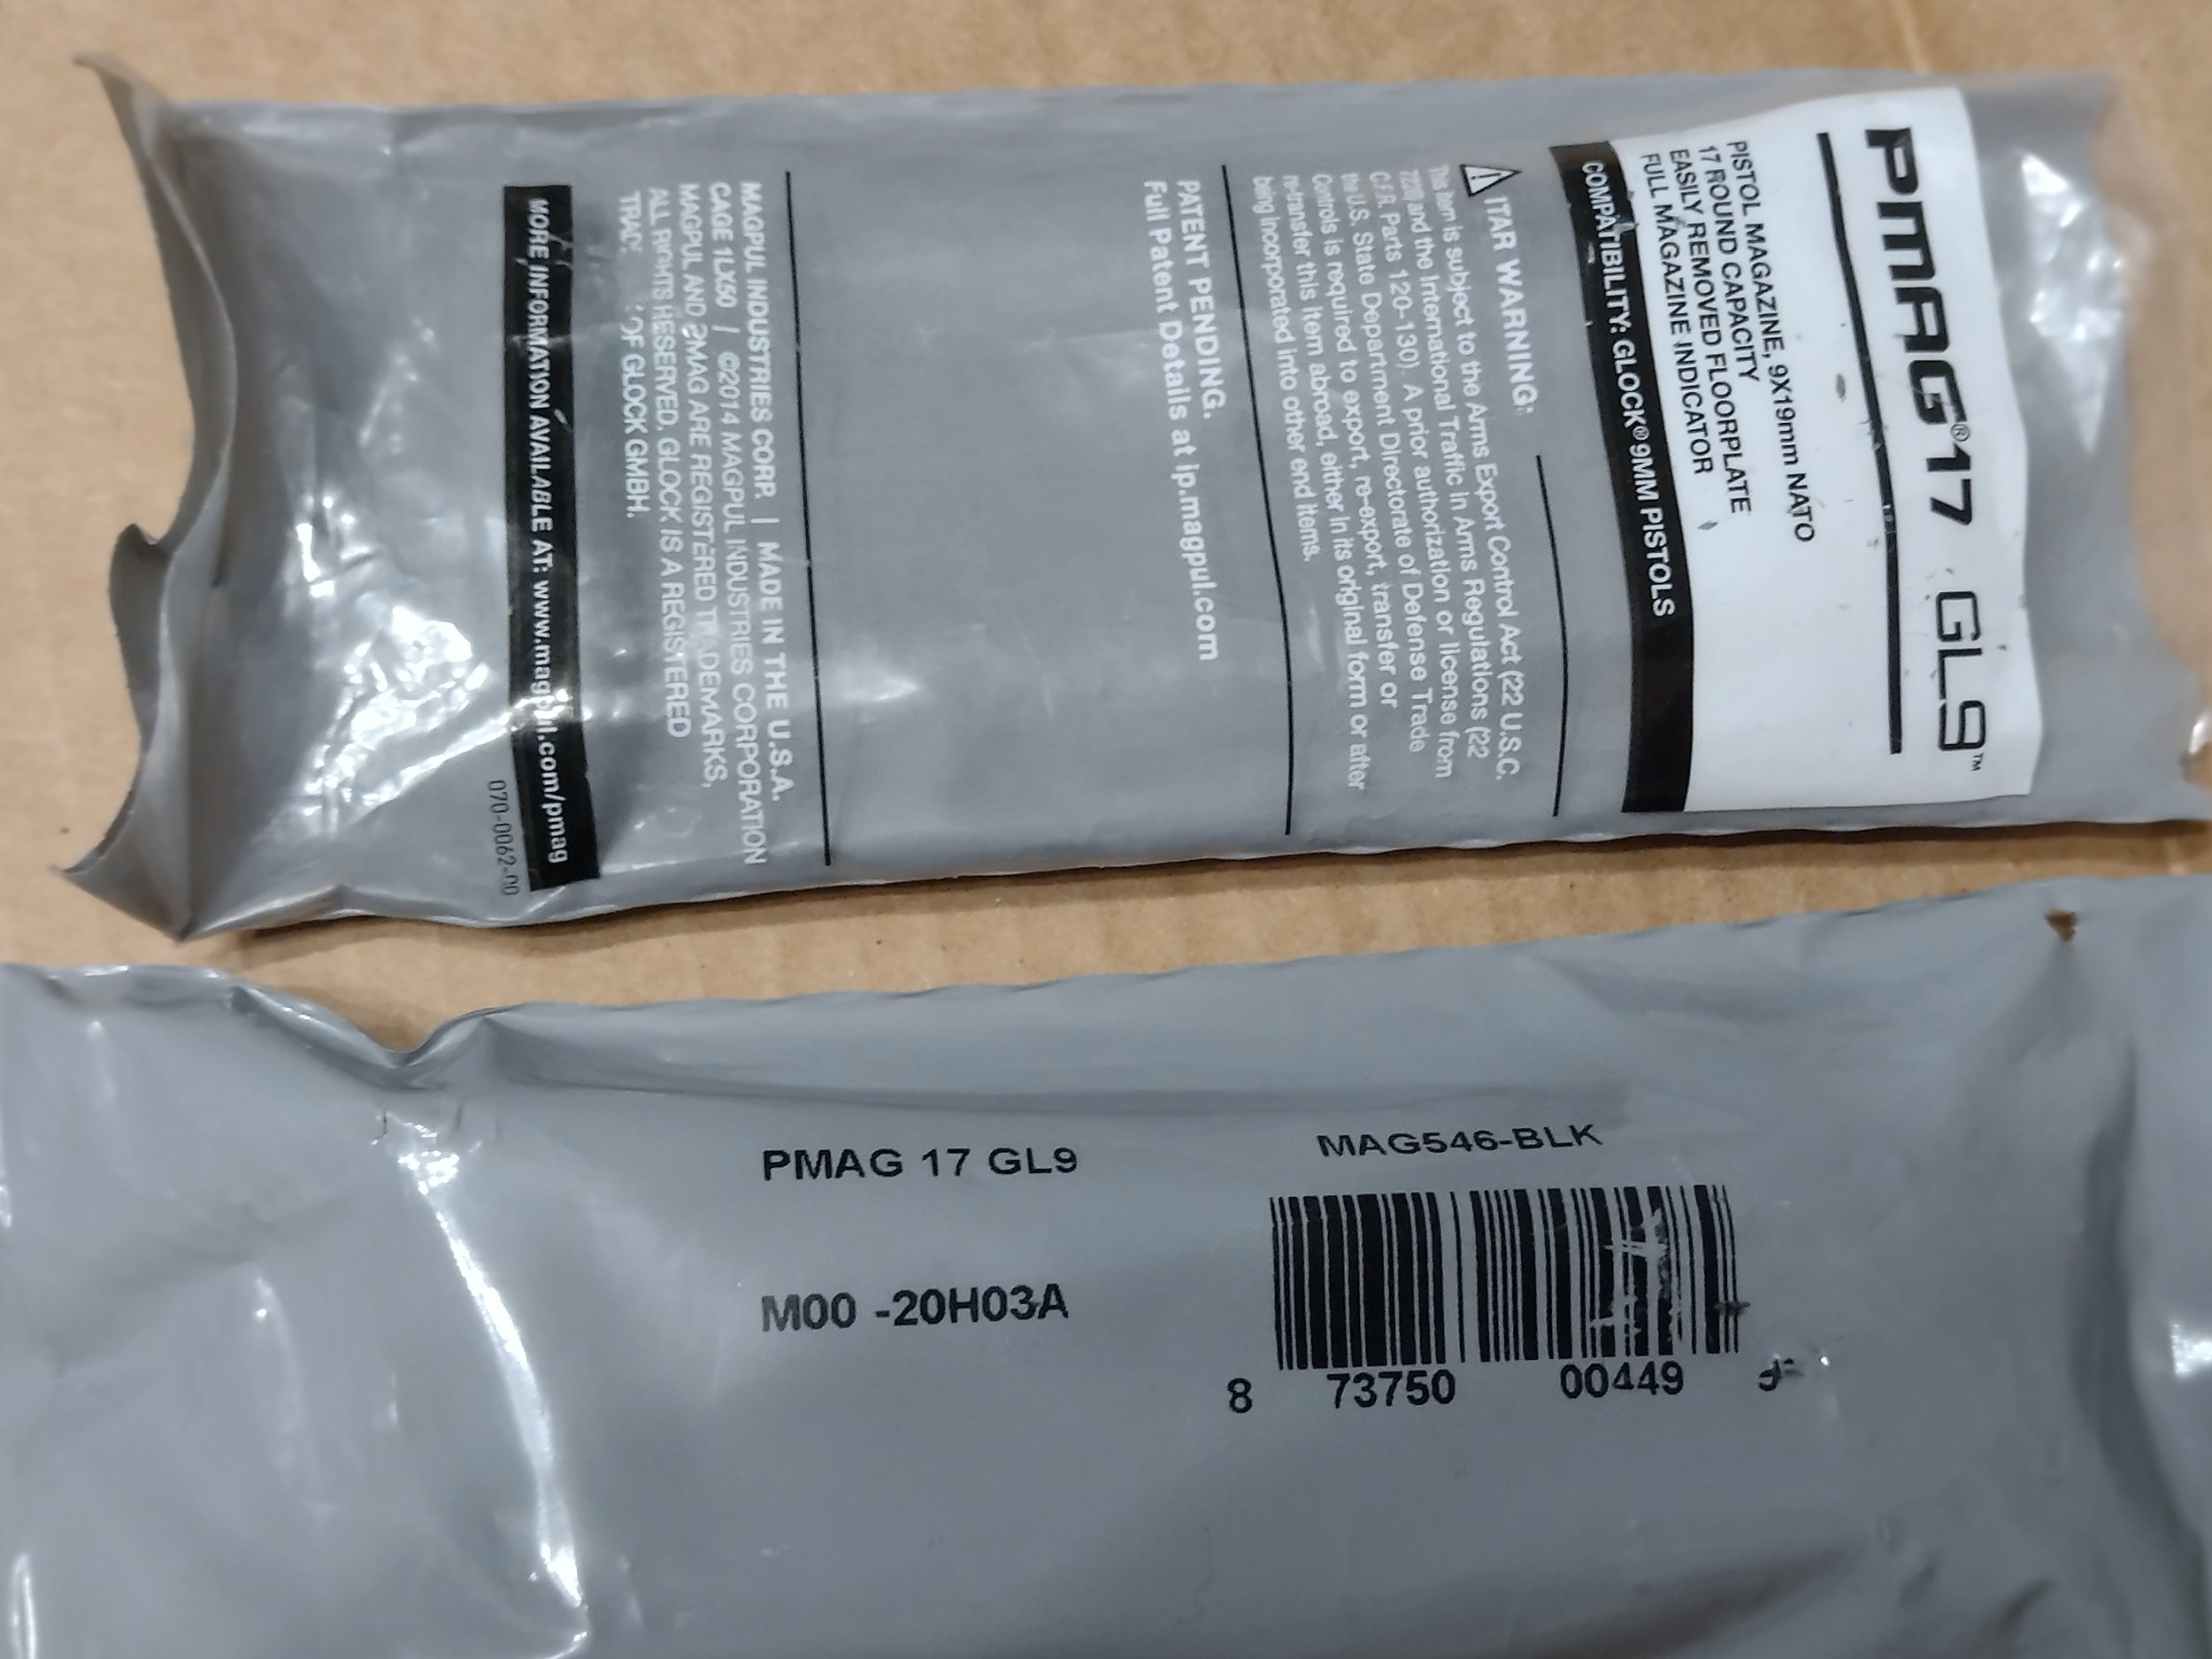 PMAG® 17 GL9™
PISTOL MAGAZINE, 9X19mm NATO
17 ROUND CAPACITY
EASILY REMOVED FLOORPLATE
FULL MAGAZINE INDICATOR
COMPATIBILITY: GLOCK® 9MM PISTOLS
ITAR WARNING:
This item is subject to the Arms Export Control Act (22 U.S.C.
and the International Traffic in Arms Regulations (22
C.F.R. Parts 120-130). A prior authorization or license from
the U.S. State Department Directorate of Defense Trade
Controls is required to export, re-export, transfer or
re-transfer this item abroad, either in its original form or after
being incorporated into other end items.
PATENT PENDING.
Full Patent Details at ip.magpul.com
MAGPUL INDUSTRIES CORP. | MADE IN THE U.S.A.
CAGE 1LX50 | ©2014 MAGPUL INDUSTRIES CORPORATION
MAGPUL AND PMAG ARE REGISTERED TRADEMARKS,
ALL RIGHTS RESERVED, GLOCK IS A REGISTERED
OF GLOCK GMBH.
MORE INFORMATION AVAILABLE AT: www.magpul.com/pmag
070-0062-00
PMAG 17 GL9
MAG546-BLK
M00 -20H03A
8 73750 00449